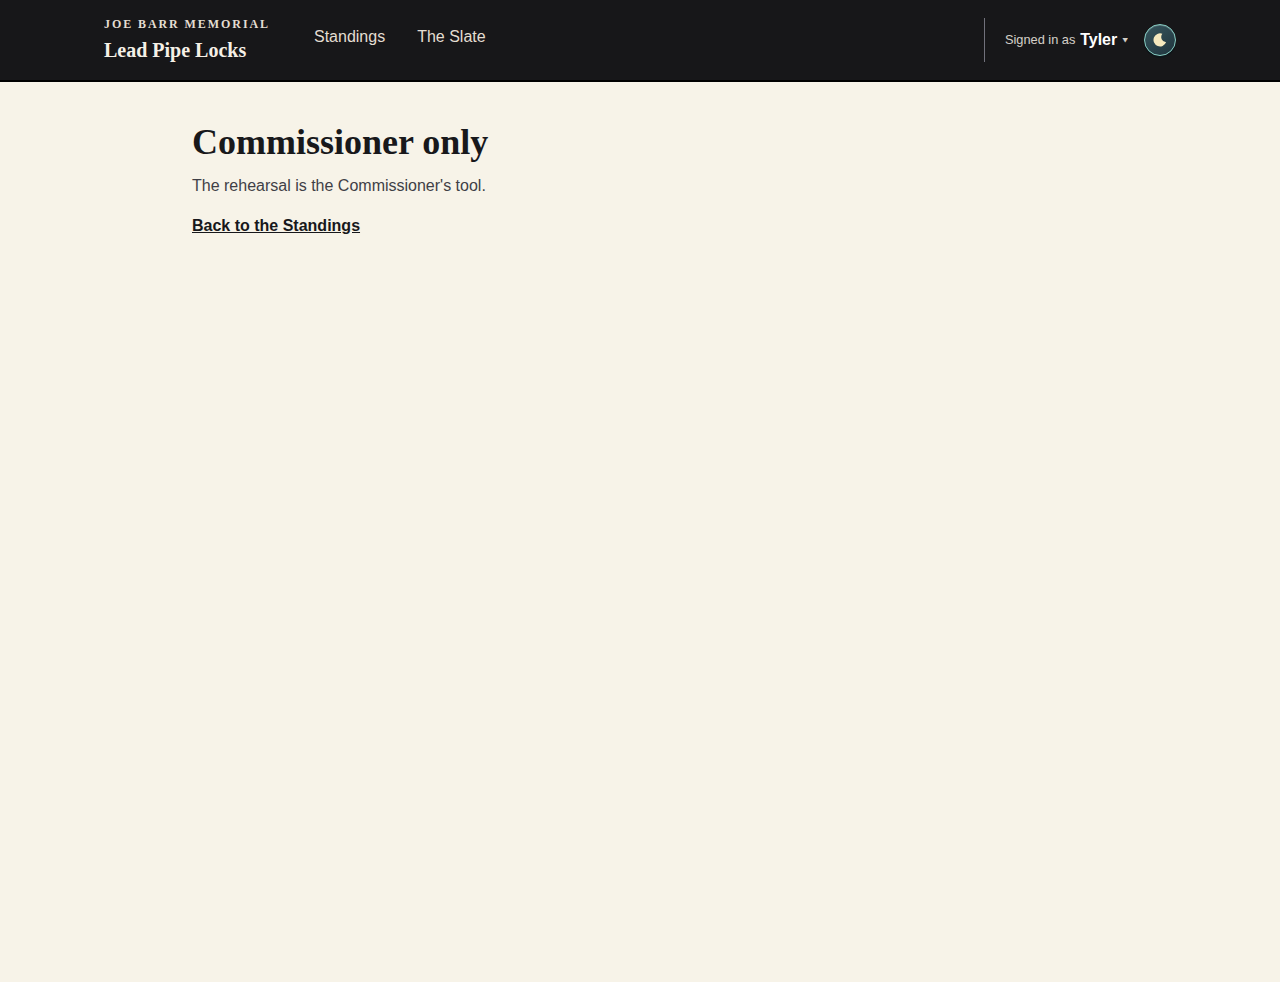 JOE BARR MEMORIAL
Lead Pipe Locks
Standings
The Slate
Signed in as Tyler ▾
Commissioner only
The rehearsal is the Commissioner's tool.
Back to the Standings